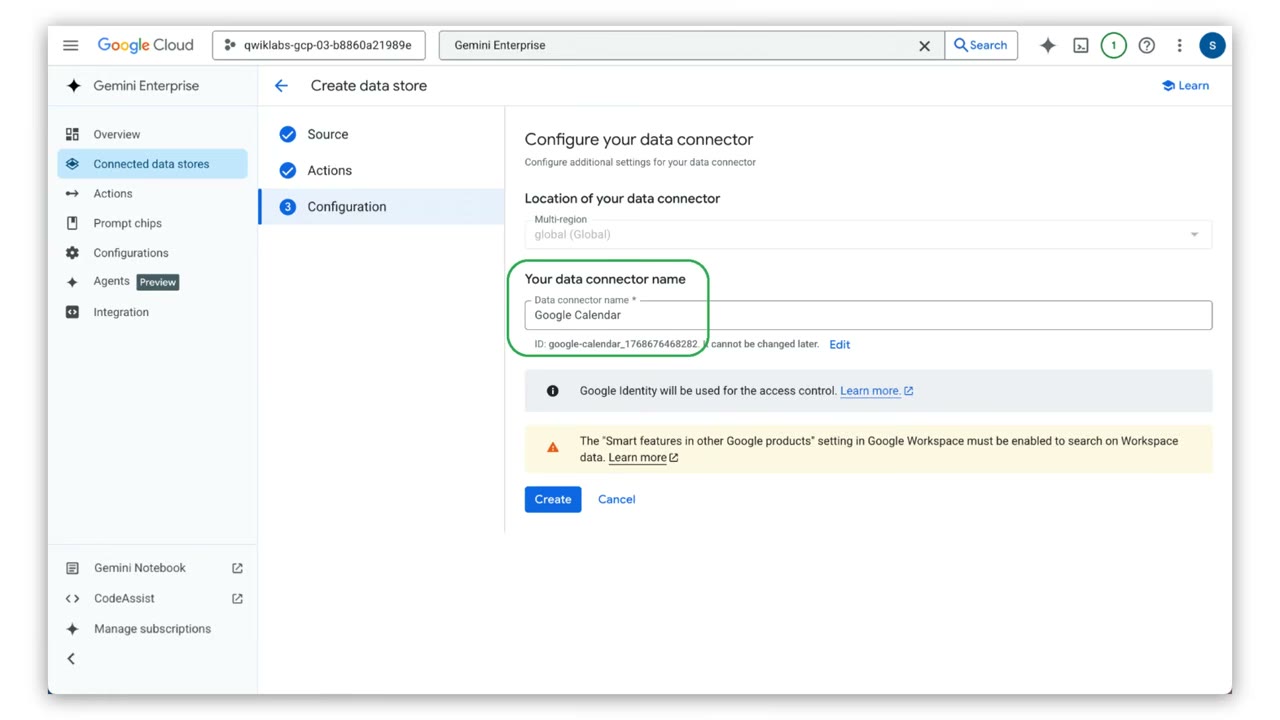 Google Cloud
qwiklabs-gcp-03-b8860a21989e
Gemini Enterprise
Search
1
S
Gemini Enterprise
Create data store
Learn
Overview
Connected data stores
Actions
Prompt chips
Configurations
Agents Preview
Integration
Gemini Notebook
CodeAssist
Manage subscriptions
Source
Actions
3 Configuration
Configure your data connector
Configure additional settings for your data connector
Location of your data connector
Multi-region
global (Global)
Your data connector name
Data connector name *
Google Calendar
ID: google-calendar_1768676468282. It cannot be changed later. Edit
Google Identity will be used for the access control. Learn more.
The "Smart features in other Google products" setting in Google Workspace must be enabled to search on Workspace
data. Learn more
Create Cancel